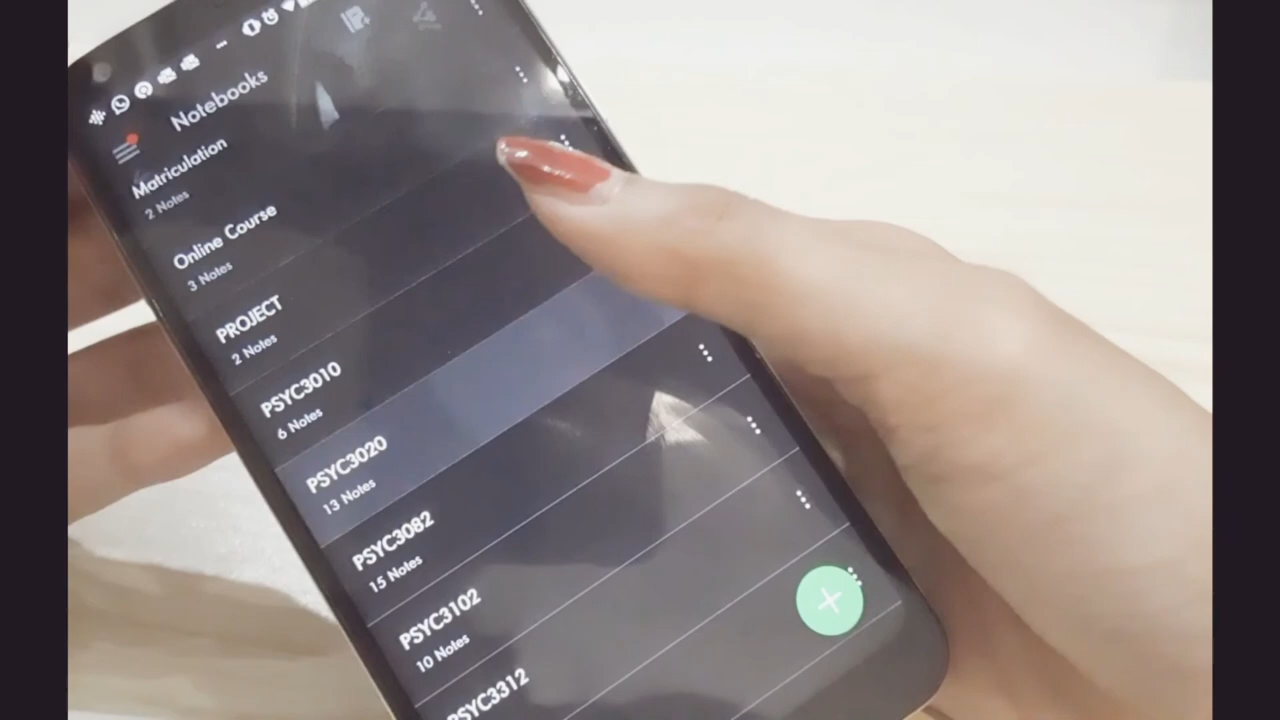 Notebooks
Matriculation
2 Notes
Online Course
3 Notes
PROJECT
2 Notes
PSYC3010
6 Notes
PSYC3020
13 Notes
PSYC3082
15 Notes
PSYC3102
10 Notes
PSYC3312